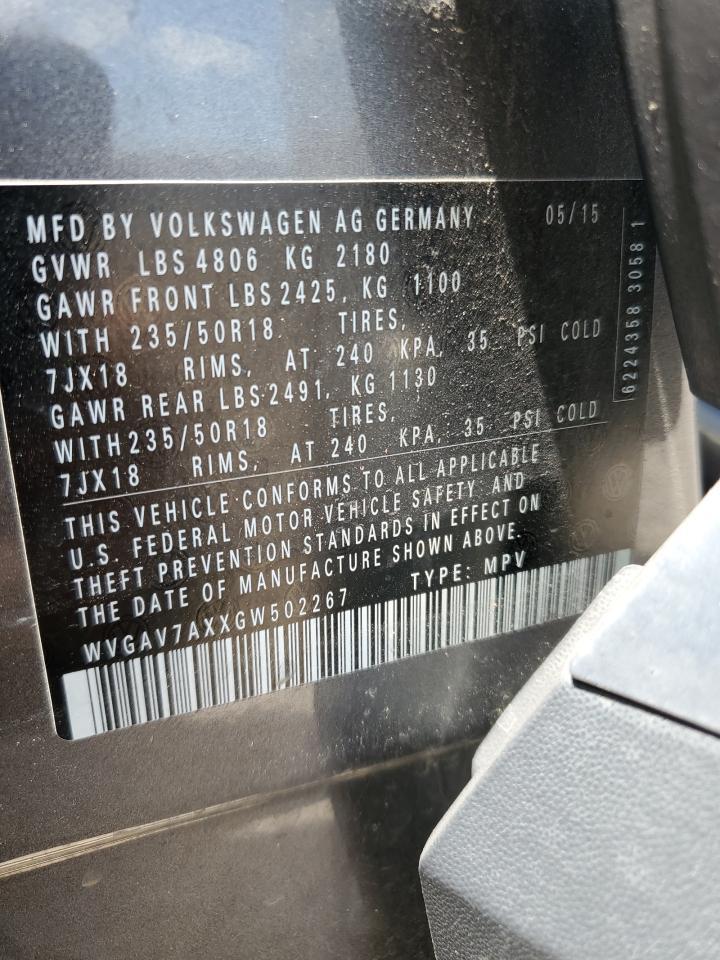 MFD BY VOLKSWAGEN AG GERMANY 05/15
GVWR LBS 4806 KG 2180
GAWR FRONT LBS 2425, KG 1100
WITH 235/50R18 TIRES,
7JX18 RIMS, AT 240 KPA, 35 PSI COLD
GAWR REAR LBS 2491, KG 1130
WITH 235/50R18 TIRES,
7JX18 RIMS, AT 240 KPA, 35 PSI COLD
THIS VEHICLE CONFORMS TO ALL APPLICABLE
U.S. FEDERAL MOTOR VEHICLE SAFETY AND
THEFT PREVENTION STANDARDS IN EFFECT ON
THE DATE OF MANUFACTURE SHOWN ABOVE.
WVGAV7AXXGW502267 TYPE: MPV
6224358 3058 1